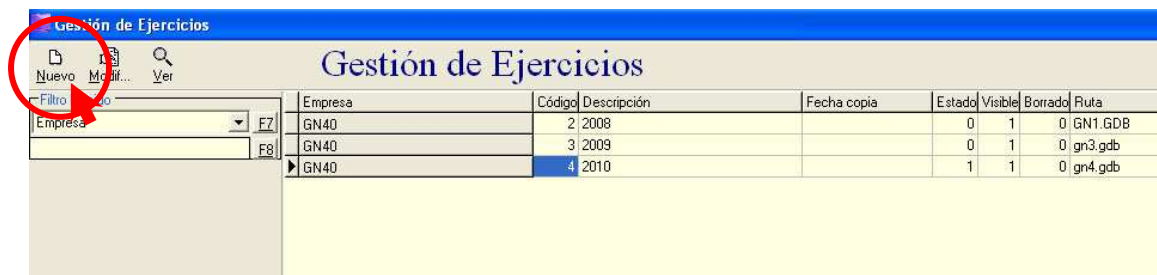 Gestión de Ejercicios
Nuevo Modif... Ver
Gestión de Ejercicios
Filtro
Empresa F7
F8
Empresa Código Descripción Fecha copia Estado Visible Borrado Ruta
GN40 2 2008 0 1 0 GN1.GDB
GN40 3 2009 0 1 0 gn3.gdb
GN40 4 2010 1 1 0 gn4.gdb